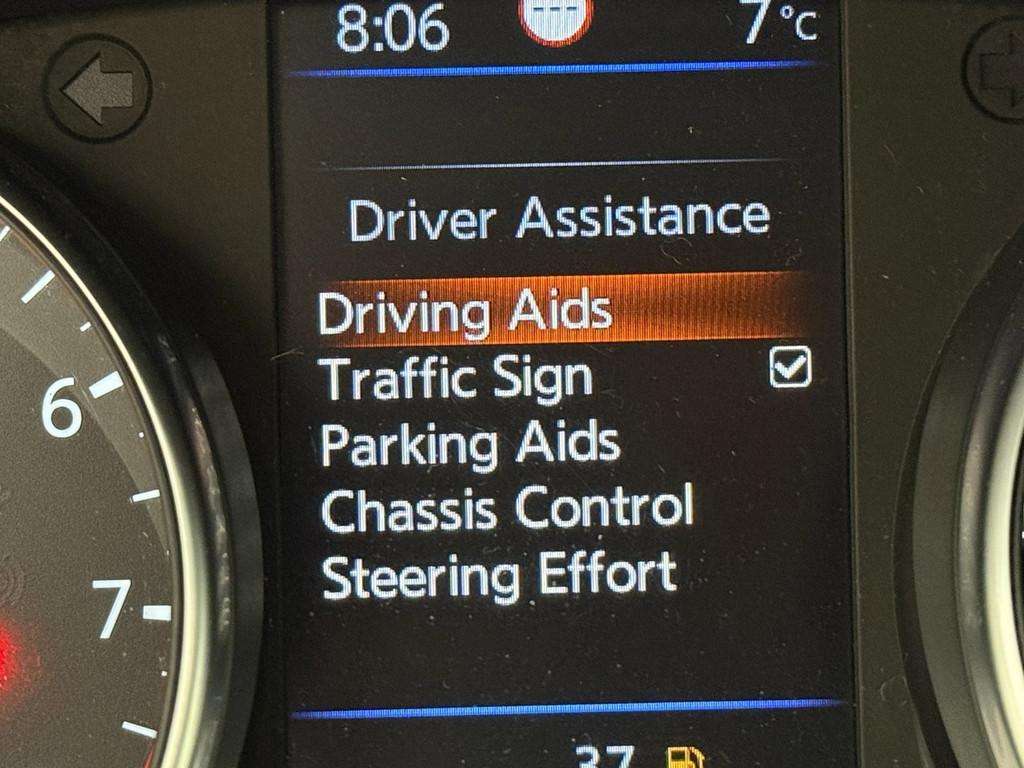 8:06 --- 7°C
Driver Assistance
Driving Aids
Traffic Sign
Parking Aids
Chassis Control
Steering Effort
6
7
37